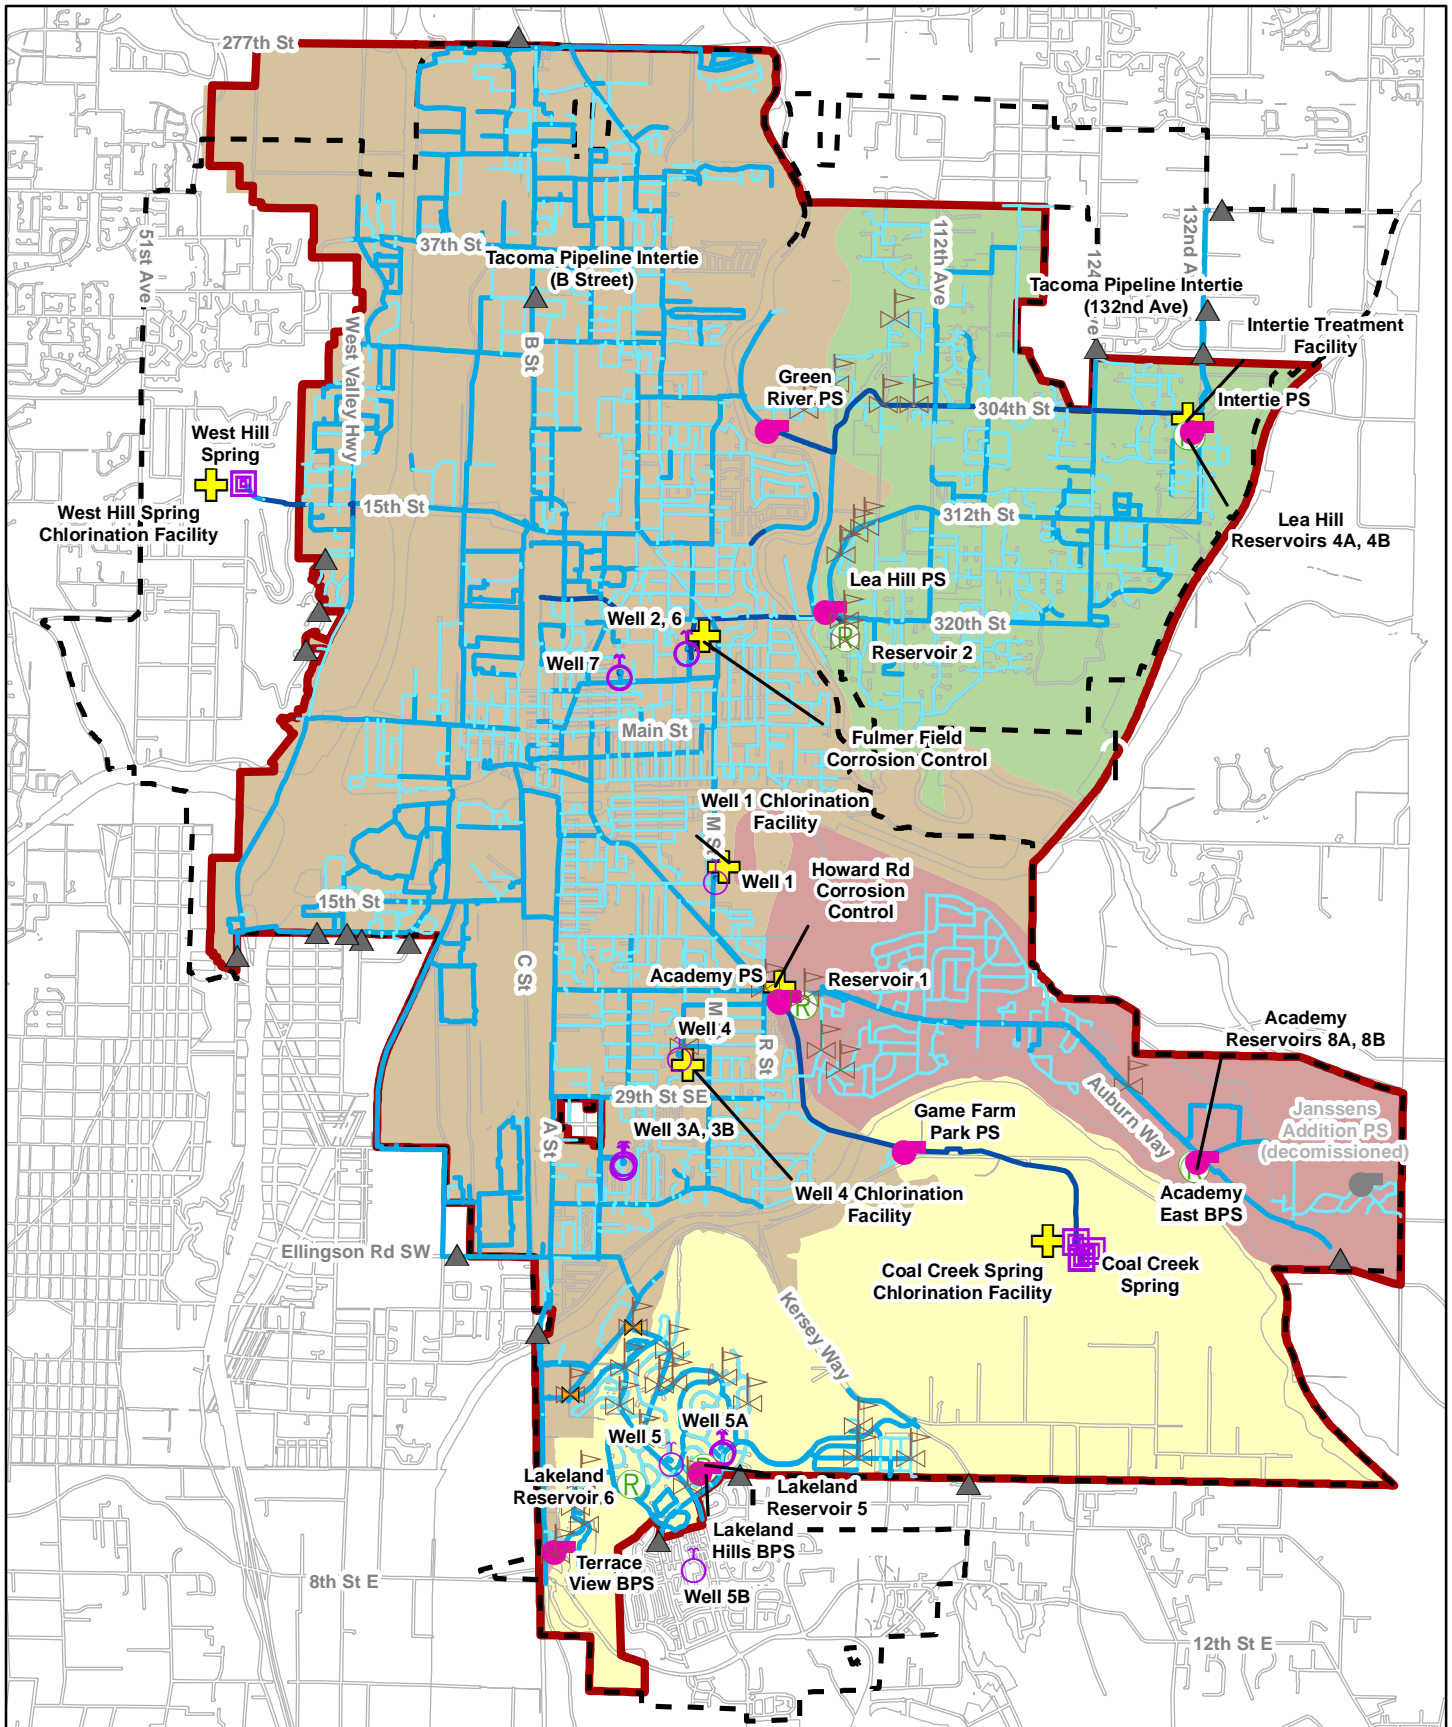 277th St
51st Ave
37th St
Tacoma Pipeline Intertie
(B Street)
112th Ave
124
ve
132nd A
Tacoma Pipeline Intertie
(132nd Ave)
Intertie Treatment
Facility
Intertie PS
West Valley Hwy
B St
Green
River PS
304th St
West Hill
Spring
West Hill Spring
Chlorination Facility
15th St
312th St
Lea Hill
Reservoirs 4A, 4B
Lea Hill PS
Well 2, 6
320th St
R
Reservoir 2
Well 7
Main St
Fulmer Field
Corrosion Control
Well 1 Chlorination
Facility
M St
Well 1
Howard Rd
Corrosion
Control
15th St
C St
Academy PS
Reservoir 1
R
M
Well 4
R St
Academy
Reservoirs 8A, 8B
29th St SE
Auburn Way
Game Farm
Park PS
Janssens
Addition PS
(decomissioned)
A St
Well 3A, 3B
Well 4 Chlorination
Facility
Academy
East BPS
Ellingson Rd SW
Coal Creek Spring
Chlorination Facility
Coal Creek
Spring
Kersey Way
Well 5A
Well 5
Lakeland
Reservoir 6
R
Lakeland
Reservoir 5
Lakeland
Hills BPS
Terrace
View BPS
8th St E
Well 5B
12th St E